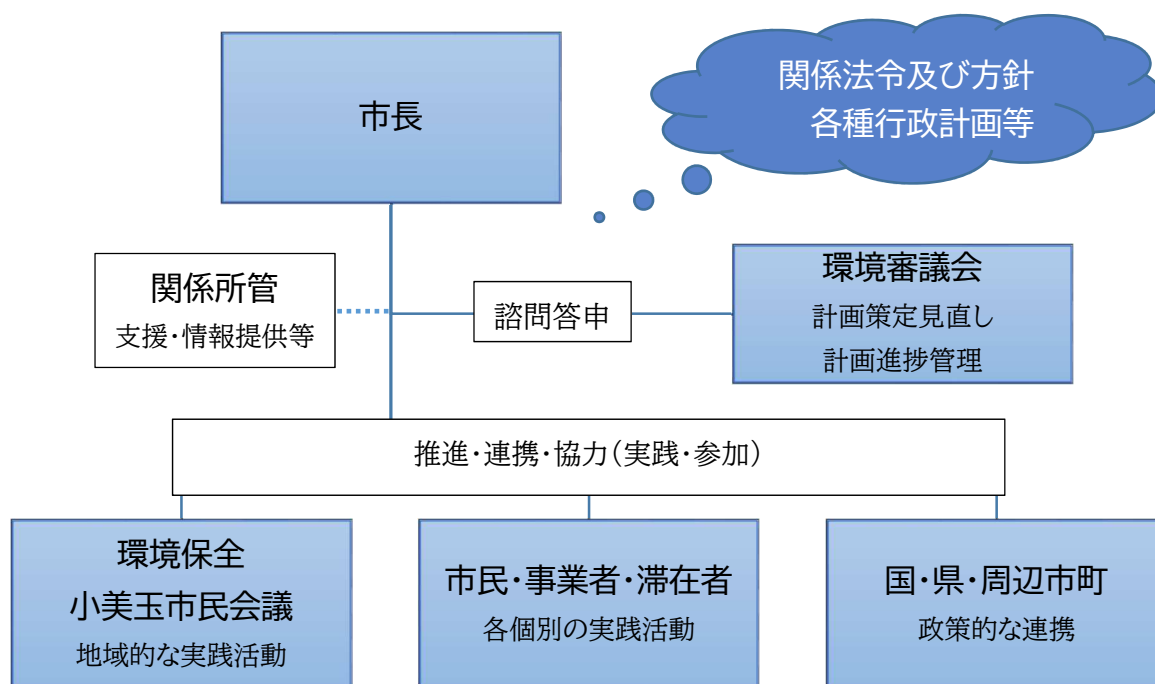 市長
関係法令及び方針
各種行政計画等
関係所管
支援・情報提供等
諮問答申
環境審議会
計画策定見直し
計画進捗管理
推進・連携・協力（実践・参加）
環境保全
小美玉市民会議
地域的な実践活動
市民・事業者・滞在者
各個別の実践活動
国・県・周辺市町
政策的な連携